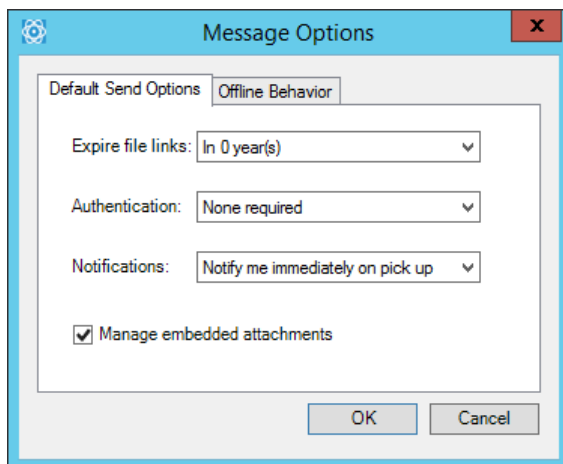 Message Options
x
Default Send Options Offline Behavior
Expire file links: In 0 year(s)
Authentication: None required
Notifications: Notify me immediately on pick up
Manage embedded attachments
OK Cancel